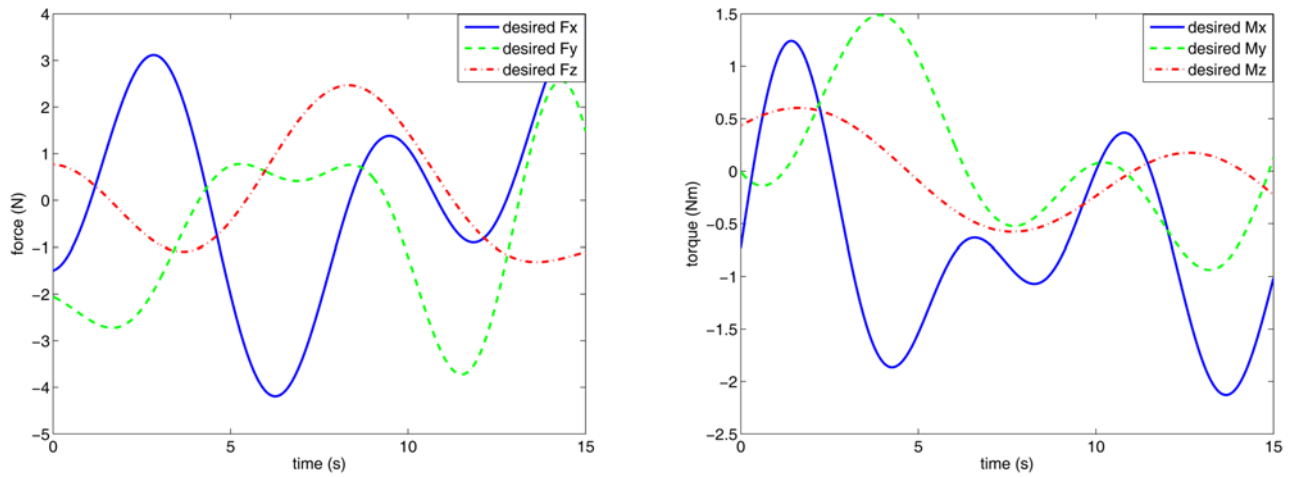 4
3
2
1
0
−1
−2
−3
−4
−5
force (N)
0
5
10
15
time (s)
desired Fx
desired Fy
desired Fz
1.5
1
0.5
0
−0.5
−1
−1.5
−2
−2.5
torque (Nm)
0
5
10
15
time (s)
desired Mx
desired My
desired Mz